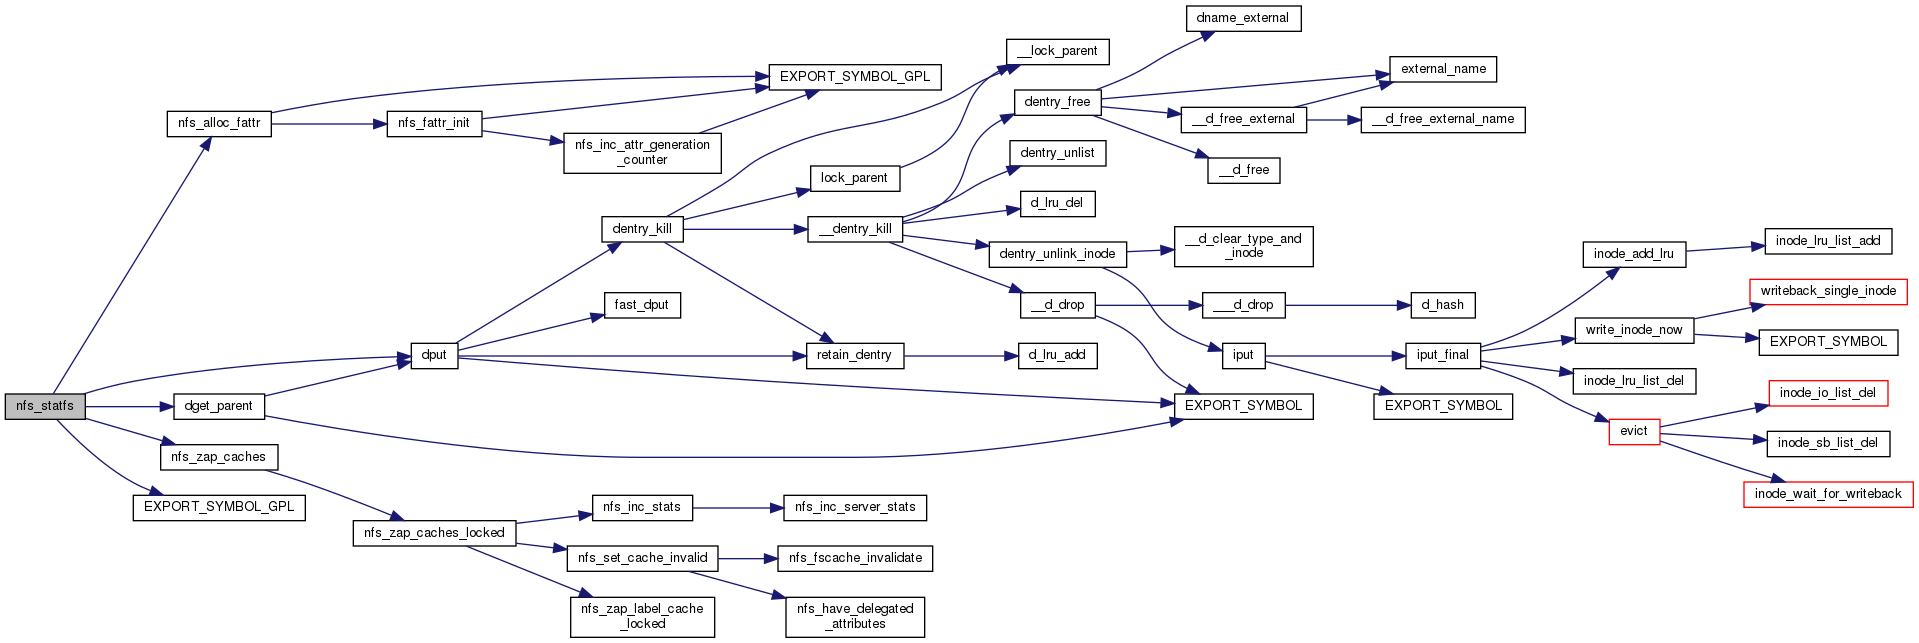 dname_external
__lock_parent
external_name
EXPORT_SYMBOL_GPL
dentry_free
__d_free_external
__d_free_external_name
nfs_alloc_fattr
nfs_fattr_init
nfs_inc_attr_generation
_counter
dentry_unlist
__d_free
lock_parent
d_lru_del
dentry_kill
__dentry_kill
dentry_unlink_inode
__d_clear_type_and
_inode
inode_add_lru
inode_lru_list_add
writeback_single_inode
fast_dput
__d_drop
___d_drop
d_hash
write_inode_now
EXPORT_SYMBOL
dput
retain_dentry
d_lru_add
iput
iput_final
inode_lru_list_del
inode_io_list_del
nfs_statfs
dget_parent
EXPORT_SYMBOL
EXPORT_SYMBOL
evict
inode_sb_list_del
nfs_zap_caches
inode_wait_for_writeback
EXPORT_SYMBOL_GPL
nfs_inc_stats
nfs_inc_server_stats
nfs_zap_caches_locked
nfs_set_cache_invalid
nfs_fscache_invalidate
nfs_zap_label_cache
_locked
nfs_have_delegated
_attributes